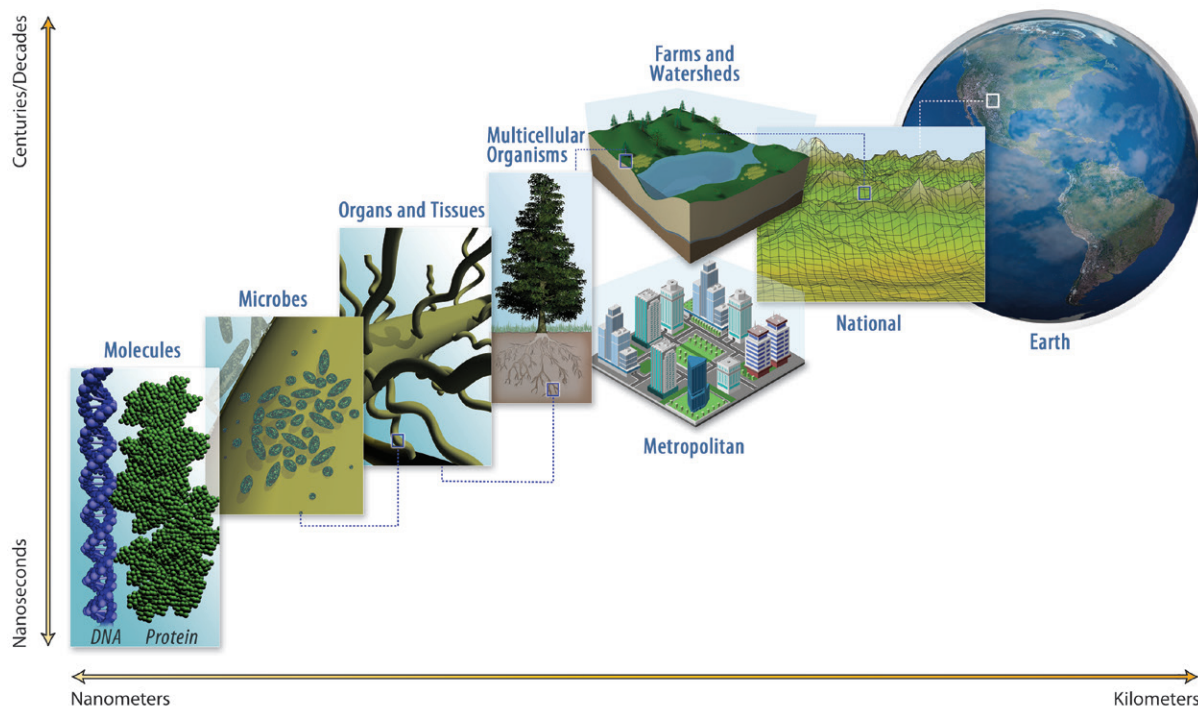 Centuries/Decades
Nanoseconds
Farms and
Watersheds
Multicellular
Organisms
Organs and Tissues
Microbes
Molecules
National
Earth
Metropolitan
DNA
Protein
Nanometers
Kilometers